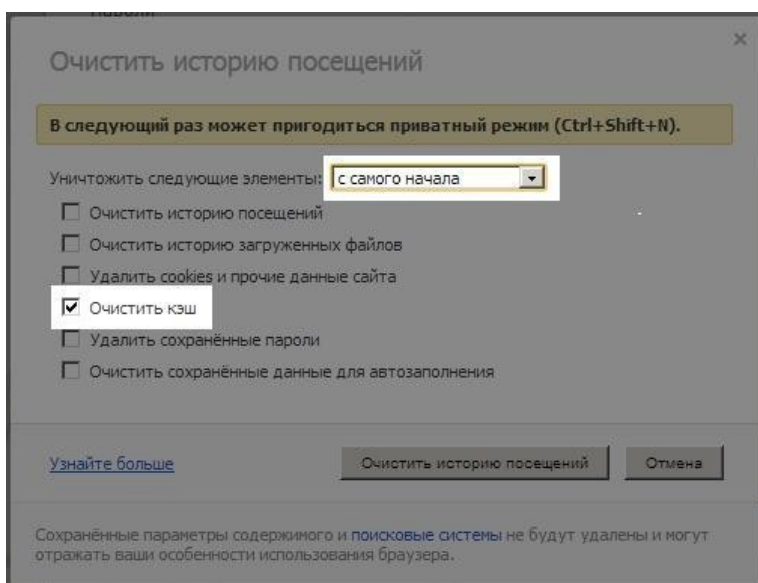 Пароли
Очистить историю посещений
В следующий раз может пригодиться приватный режим (Ctrl+Shift+N).
Уничтожить следующие элементы: с самого начала
Очистить историю посещений
Очистить историю загруженных файлов
Удалить cookies и прочие данные сайта
Очистить кэш
Удалить сохранённые пароли
Очистить сохранённые данные для автозаполнения
Узнайте больше Очистить историю посещений Отмена
Сохранённые параметры содержимого и поисковые системы не будут удалены и могут
отражать ваши особенности использования браузера.